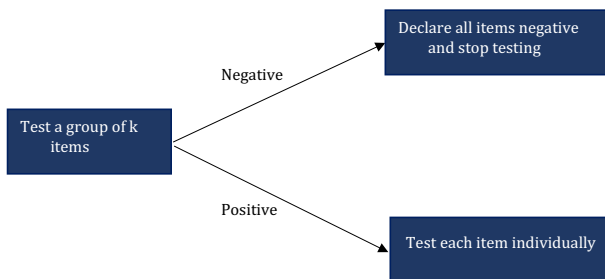 Declare all items negative
and stop testing
Negative
Test a group of k
items
Positive
Test each item individually